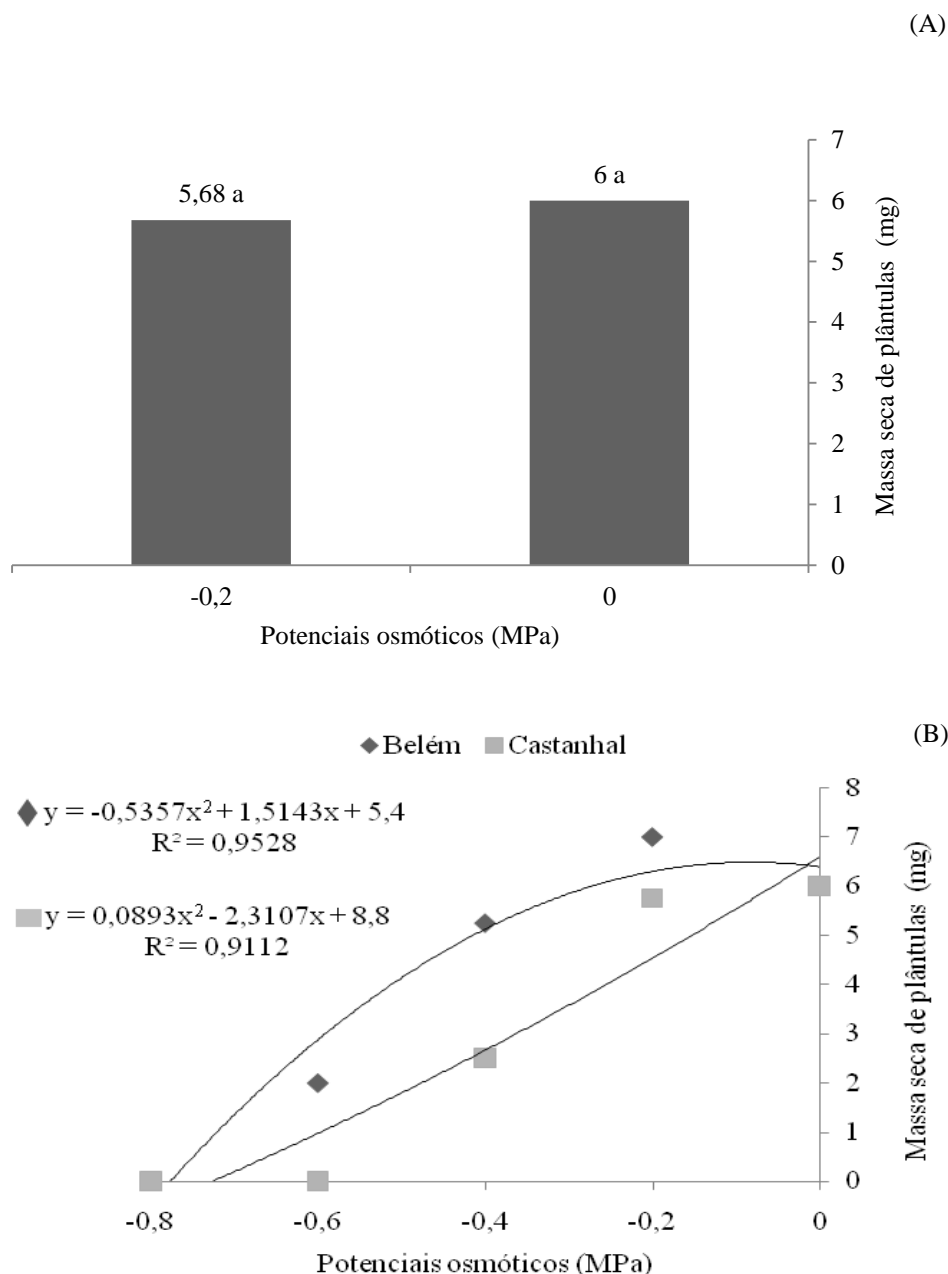 (A)
7
6
5
4
3
2
1
0
Massa seca de plântulas (mg)
5,68 a
6 a
-0,2
0
Potenciais osmóticos (MPa)
(B)
Belém
Castanhal
y = -0,5357x² + 1,5143x + 5,4
R² = 0,9528
y = 0,0893x² - 2,3107x + 8,8
R² = 0,9112
8
7
6
5
4
3
2
1
0
Massa seca de plântulas (mg)
-0,8
-0,6
-0,4
-0,2
0
Potenciais osmóticos (MPa)